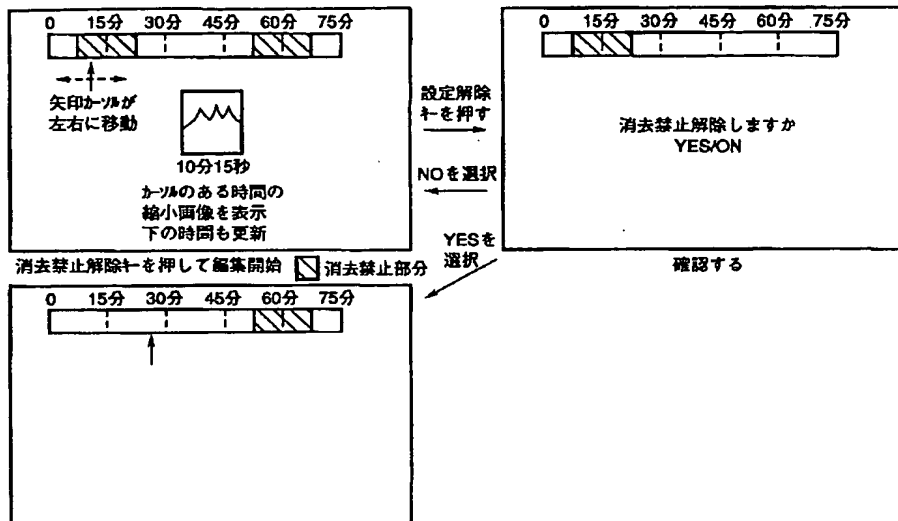 0 15分 30分 45分 60分 75分
矢印ｶｰｿﾙが
左右に移動
10分15秒
ｶｰｿﾙのある時間の
縮小画像を表示
下の時間も更新
設定解除
ｷｰを押す
NOを選択
YESを
選択
0 15分 30分 45分 60分 75分
消去禁止解除しますか
YES/ON
確認する
消去禁止解除ｷｰを押して編集開始
消去禁止部分
0 15分 30分 45分 60分 75分